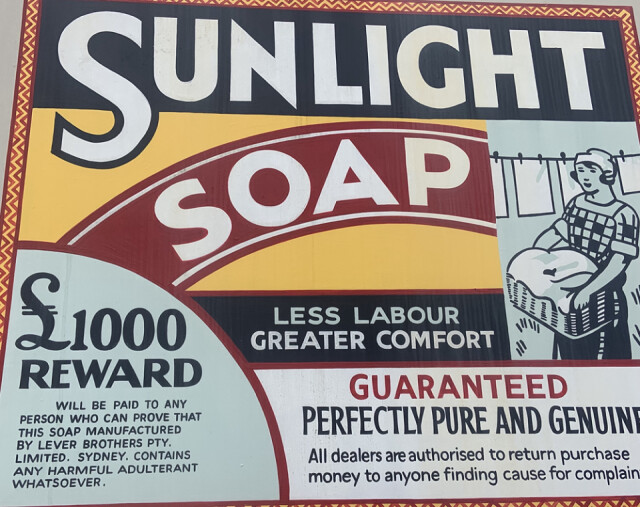 SUNLIGHT
SOAP
£1000
REWARD
WILL BE PAID TO ANY
PERSON WHO CAN PROVE THAT
THIS SOAP MANUFACTURED
BY LEVER BROTHERS PTY.
LIMITED. SYDNEY. CONTAINS
ANY HARMFUL ADULTERANT
WHATSOEVER.
LESS LABOUR
GREATER COMFORT
GUARANTEED
PERFECTLY PURE AND GENUIN
All dealers are authorised to return purchase
money to anyone finding cause for complain